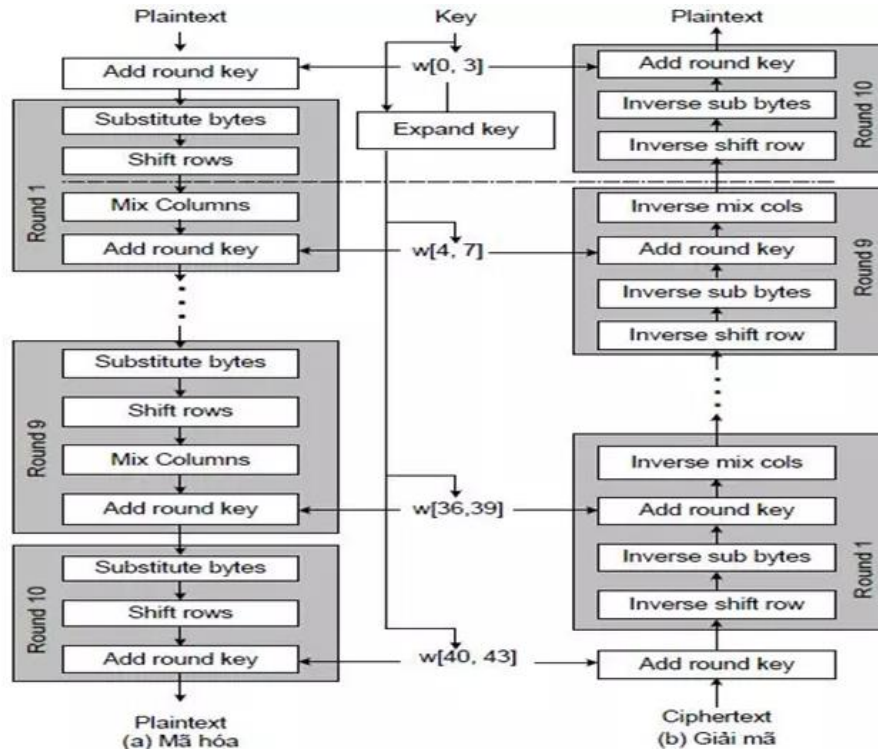 Plaintext
Add round key
Round 1
Substitute bytes
Shift rows
Mix Columns
Add round key
Round 9
Substitute bytes
Shift rows
Mix Columns
Add round key
Round 10
Substitute bytes
Shift rows
Add round key
Plaintext
(a) Mã hóa
Key
w[0, 3]
Expand key
w[4, 7]
w[36,39]
w[40, 43]
Plaintext
Add round key
Inverse sub bytes
Inverse shift row
Round 10
Inverse mix cols
Add round key
Inverse sub bytes
Inverse shift row
Round 9
Inverse mix cols
Add round key
Inverse sub bytes
Inverse shift row
Round 1
Add round key
Ciphertext
(b) Giải mã